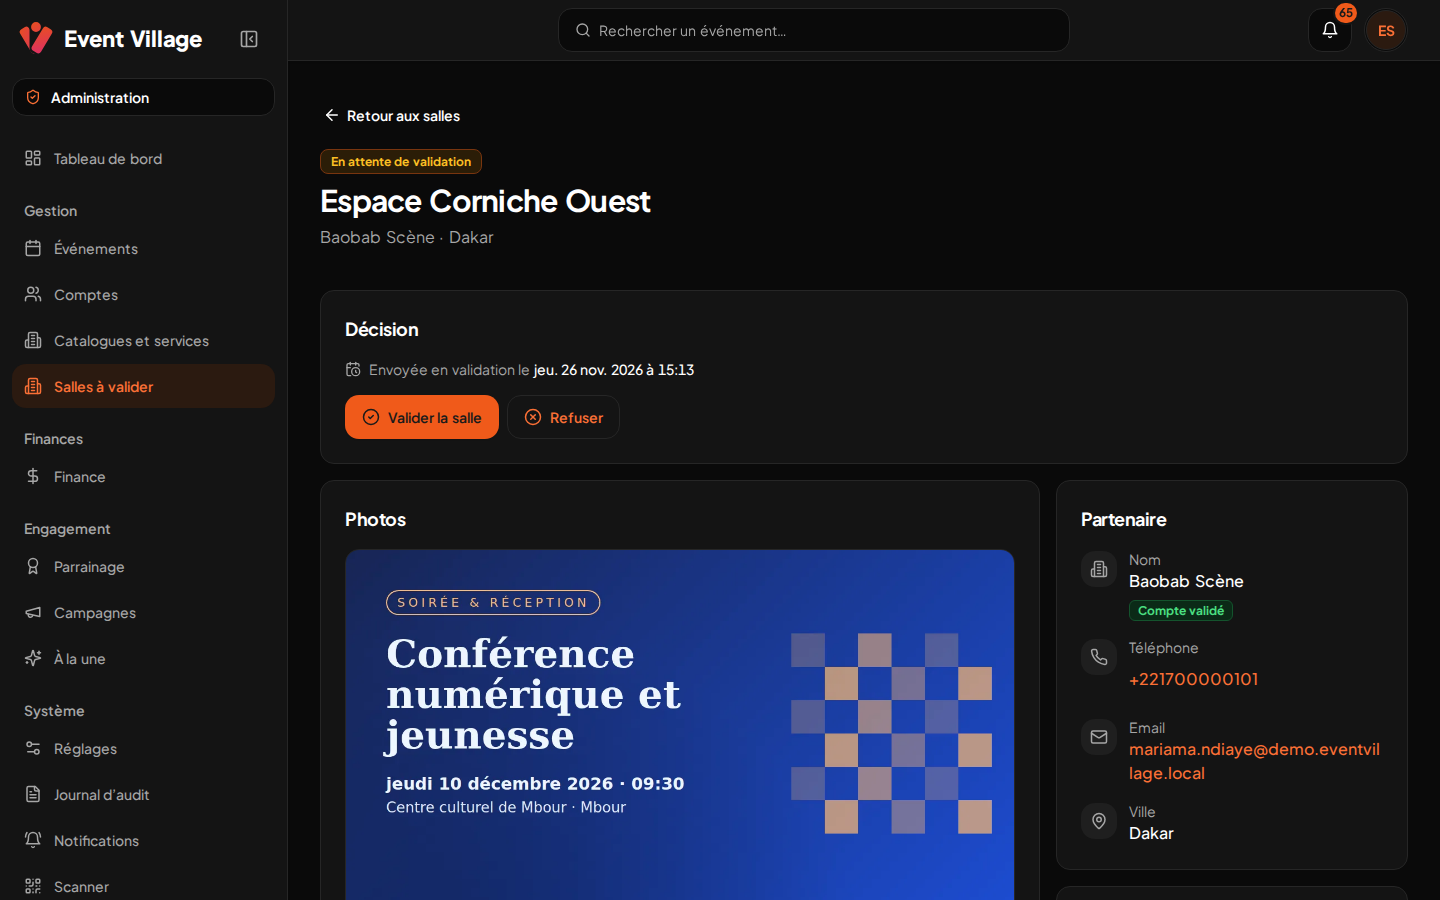 Event Village
Administration
Tableau de bord
Gestion
Événements
Comptes
Catalogues et services
Salles à valider
Finances
Finance
Engagement
Parrainage
Campagnes
À la une
Système
Réglages
Journal d'audit
Notifications
Scanner
Rechercher un événement...
65
ES
Retour aux salles
En attente de validation
Espace Corniche Ouest
Baobab Scène · Dakar
Décision
Envoyée en validation le jeu. 26 nov. 2026 à 15:13
Valider la salle
Refuser
Photos
SOIRÉE & RÉCEPTION
Conférence
numérique et
jeunesse
jeudi 10 décembre 2026 · 09:30
Centre culturel de Mbour · Mbour
Partenaire
Nom
Baobab Scène
Compte validé
Téléphone
+221700000101
Email
mariama.ndiaye@demo.eventvil
lage.local
Ville
Dakar